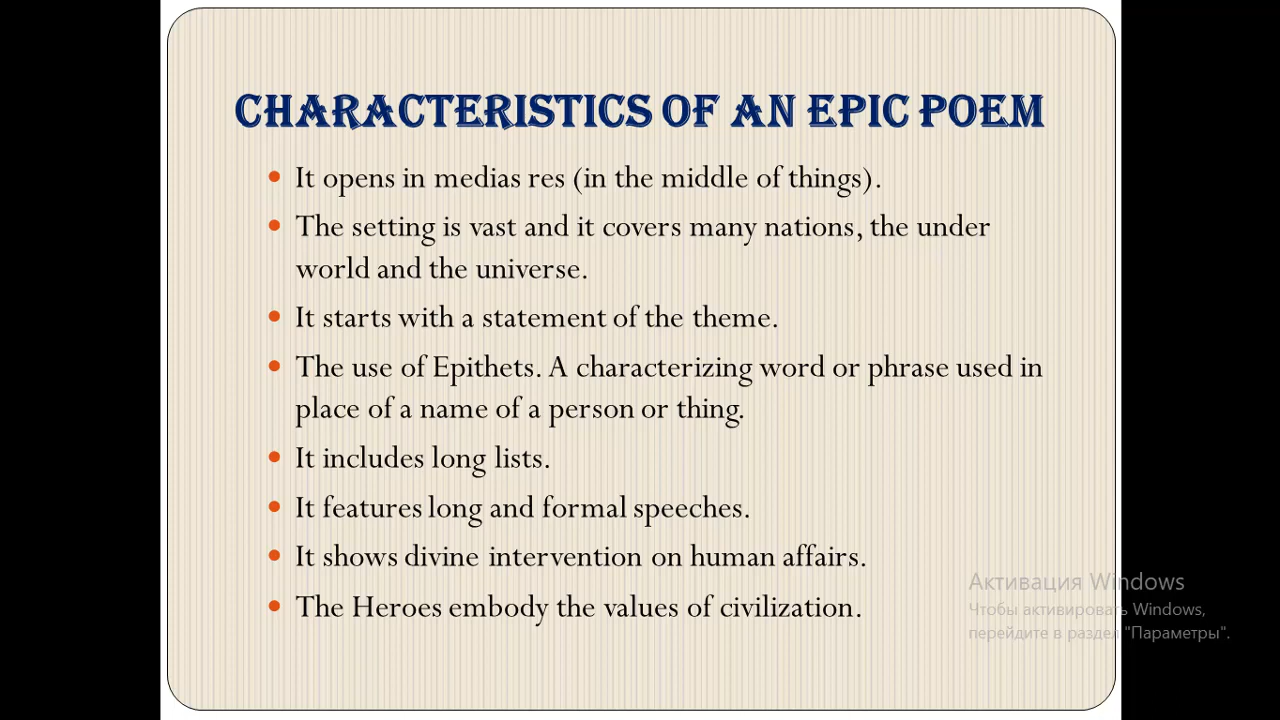 CHARACTERISTICS OF AN EPIC POEM
• It opens in medias res (in the middle of things).
• The setting is vast and it covers many nations, the under
world and the universe.
• It starts with a statement of the theme.
• The use of Epithets. A characterizing word or phrase used in
place of a name of a person or thing.
• It includes long lists.
• It features long and formal speeches.
• It shows divine intervention on human affairs.
• The Heroes embody the values of civilization.
Активация Windows
Чтобы активировать Windows,
перейдите в раздел "Параметры".